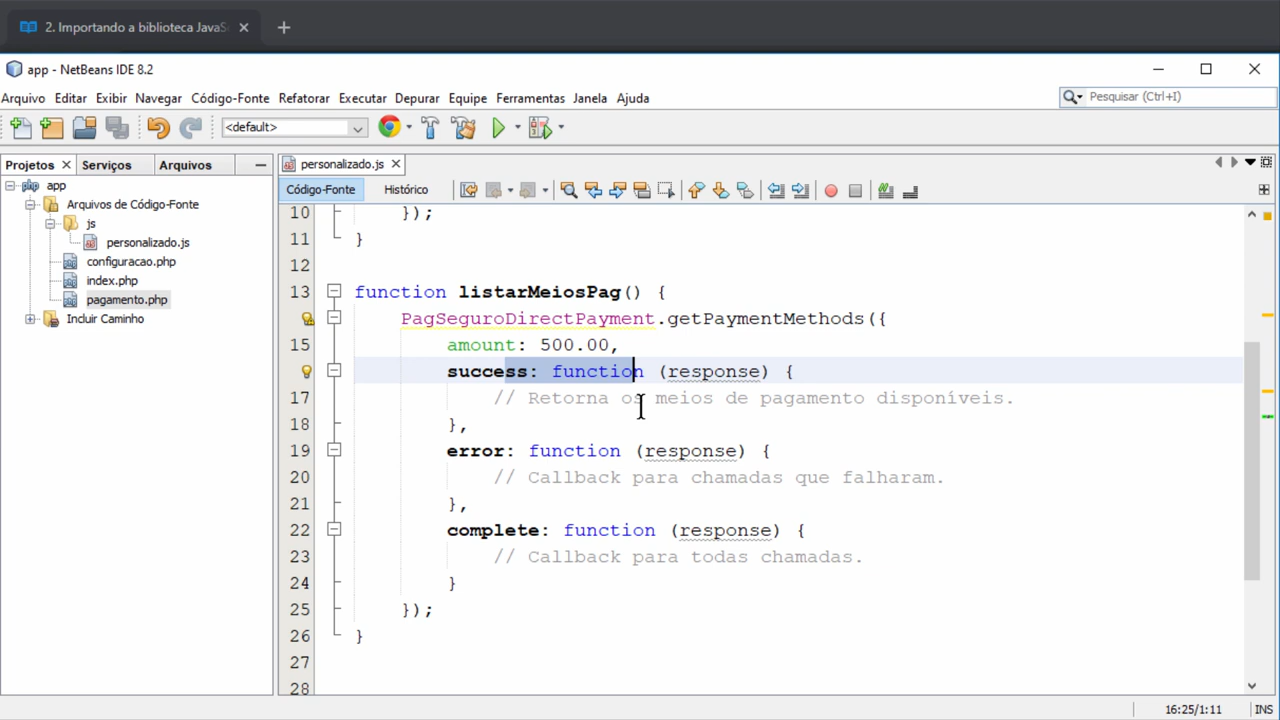 2. Importando a biblioteca JavaS
app - NetBeans IDE 8.2
Arquivo Editar Exibir Navegar Código-Fonte Refatorar Executar Depurar Equipe Ferramentas Janela Ajuda
Pesquisar (Ctrl+I)
<default>
Projetos Serviços Arquivos
personalizado.js
app
Código-Fonte Histórico
Arquivos de Código-Fonte
js
personalizado.js
configuracao.php
index.php
pagamento.php
Incluir Caminho
10 });
11 }
12
13 function listarMeiosPag() {
PagSeguroDirectPayment.getPaymentMethods({
15 amount: 500.00,
success: function (response) {
17 // Retorna os meios de pagamento disponíveis.
18 },
19 error: function (response) {
20 // Callback para chamadas que falharam.
21 },
22 complete: function (response) {
23 // Callback para todas chamadas.
24 }
25 });
26 }
27
28
16:25/1:11 INS